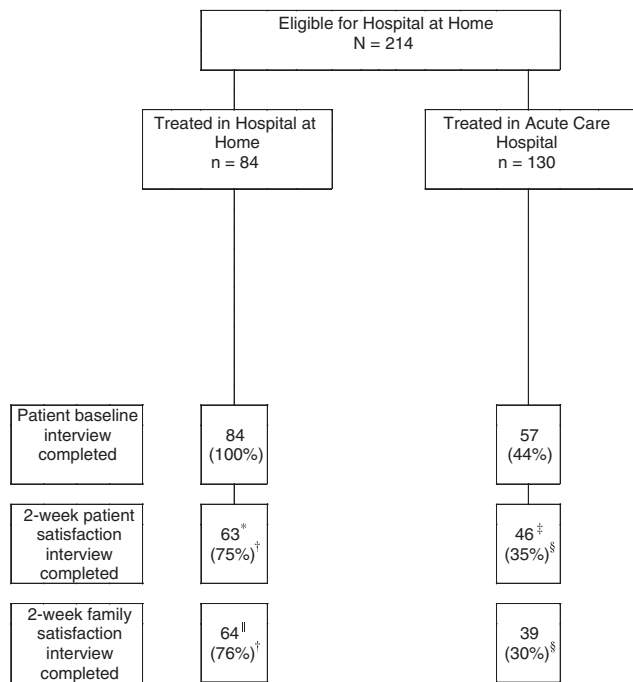 Eligible for Hospital at Home
N = 214
Treated in Hospital at
Home
n = 84
Treated in Acute Care
Hospital
n = 130
Patient baseline
interview
completed
84
(100%)
57
(44%)
2-week patient
satisfaction
interview
completed
63*
(75%)†
46‡
(35%)§
2-week family
satisfaction
interview
completed
64||
(76%)†
39
(30%)§